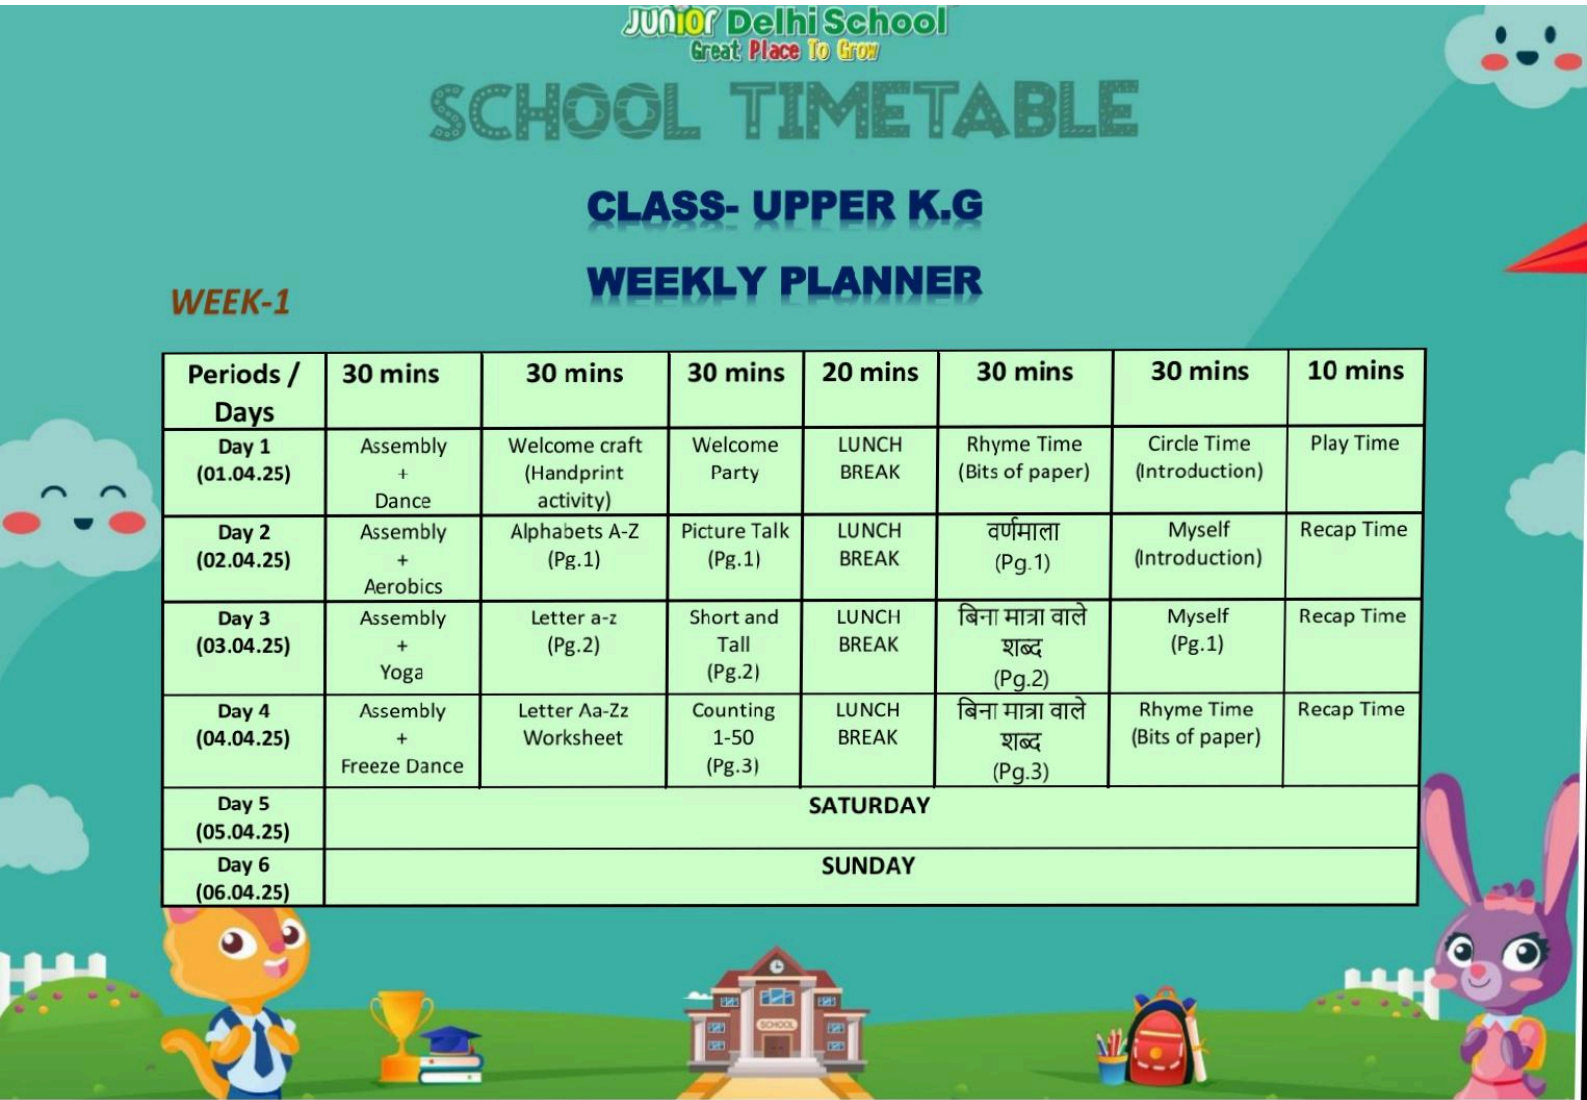 JUNIOR Delhi School
Great Place To Grow
SCHOOL TIMETABLE
CLASS- UPPER K.G
WEEKLY PLANNER
WEEK-1
Periods / Days 30 mins 30 mins 30 mins 20 mins 30 mins 30 mins 10 mins
Day 1 (01.04.25) Assembly + Dance Welcome craft (Handprint activity) Welcome Party LUNCH BREAK Rhyme Time (Bits of paper) Circle Time (Introduction) Play Time
Day 2 (02.04.25) Assembly + Aerobics Alphabets A-Z (Pg.1) Picture Talk (Pg.1) LUNCH BREAK वर्णमाला (Pg.1) Myself (Introduction) Recap Time
Day 3 (03.04.25) Assembly + Yoga Letter a-z (Pg.2) Short and Tall (Pg.2) LUNCH BREAK बिना मात्रा वाले शब्द (Pg.2) Myself (Pg.1) Recap Time
Day 4 (04.04.25) Assembly + Freeze Dance Letter Aa-Zz Worksheet Counting 1-50 (Pg.3) LUNCH BREAK बिना मात्रा वाले शब्द (Pg.3) Rhyme Time (Bits of paper) Recap Time
Day 5 (05.04.25) SATURDAY
Day 6 (06.04.25) SUNDAY
SCHOOL